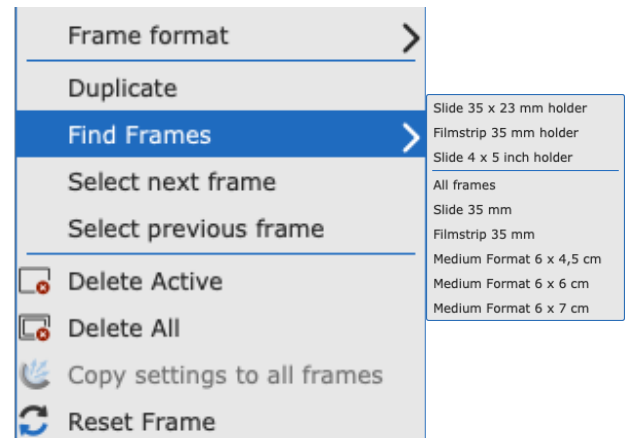 Frame format
Duplicate
Find Frames
Select next frame
Select previous frame
Delete Active
Delete All
Copy settings to all frames
Reset Frame
Slide 35 x 23 mm holder
Filmstrip 35 mm holder
Slide 4 x 5 inch holder
All frames
Slide 35 mm
Filmstrip 35 mm
Medium Format 6 x 4,5 cm
Medium Format 6 x 6 cm
Medium Format 6 x 7 cm